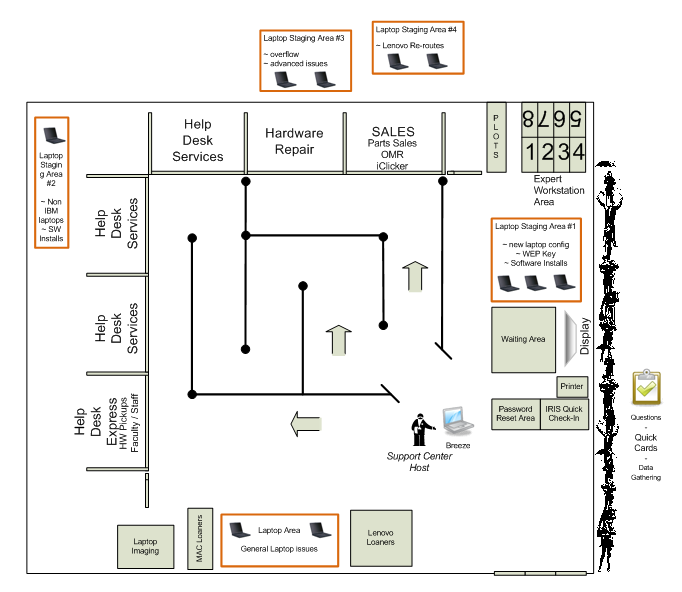 Laptop Staging Area #3
~ overflow
~ advanced issues
Laptop Staging Area #4
~ Lenovo Re-routes
Laptop
Stagin
g Area
#2
~ Non
IBM
laptops
~ SW
Installs
Help
Desk
Services
Hardware
Repair
SALES
Parts Sales
OMR
iClicker
P
L
O
T
S
8 7 6 5
1 2 3 4
Expert
Workstation
Area
Help
Desk
Services
Help
Desk
Services
Help
Desk
Express
HW Pickups
Faculty / Staff
Laptop Staging Area #1
~ new laptop config
~ WEP Key
~ Software Installs
Waiting Area
Display
Printer
Password
Reset Area
IRIS Quick
Check-In
Support Center
Host
Breeze
Questions
-
Quick
Cards
-
Data
Gathering
Laptop
Imaging
MAC Loaners
Laptop Area
General Laptop issues
Lenovo
Loaners